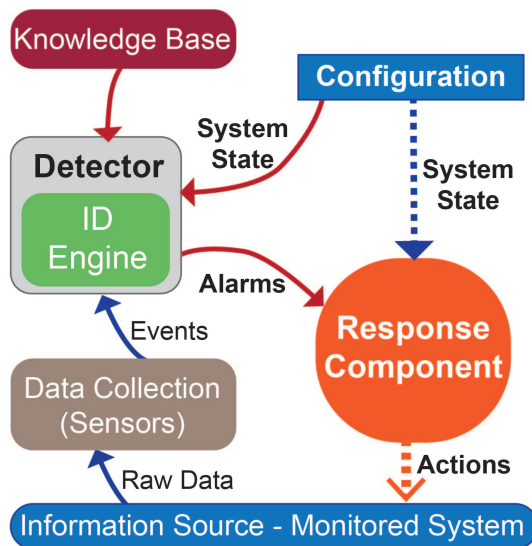 Knowledge Base
Configuration
System
State
System
State
Detector
ID
Engine
Alarms
Response
Component
Events
Data Collection
(Sensors)
Raw Data
Actions
Information Source - Monitored System